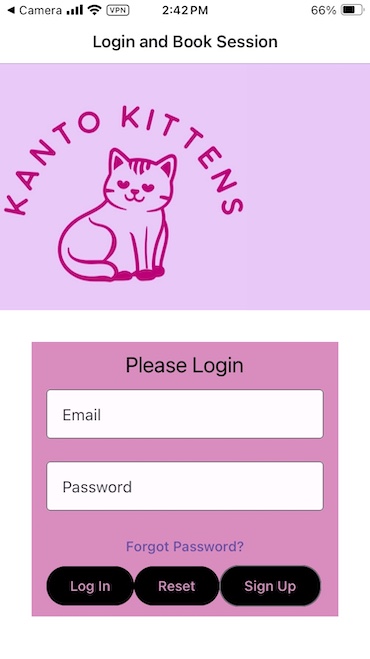 Camera VPN 2:42 PM 66%
Login and Book Session
KANTO KITTENS
Please Login
Email
Password
Forgot Password?
Log In Reset Sign Up